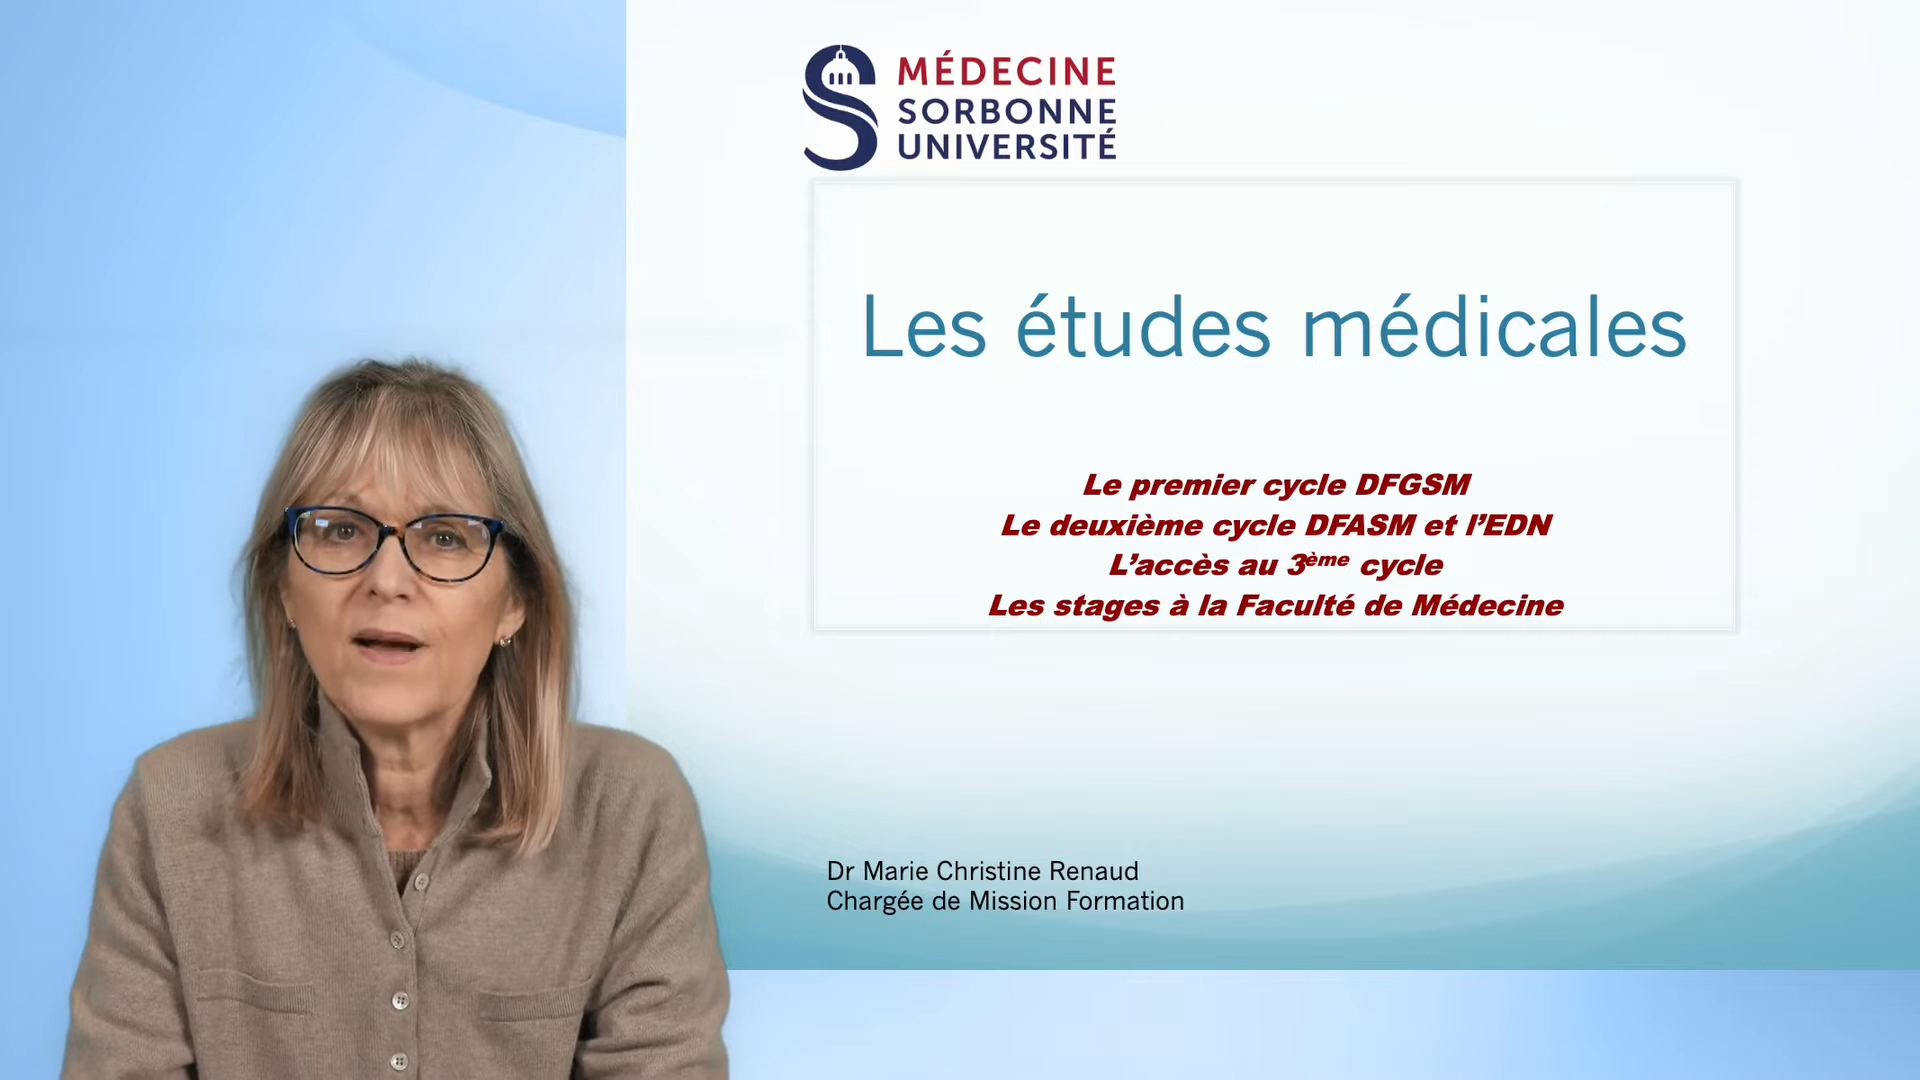 MÉDECINE
SORBONNE
UNIVERSITÉ
Les études médicales
Le premier cycle DFGSM
Le deuxième cycle DFASM et l’EDN
L’accès au 3ème cycle
Les stages à la Faculté de Médecine
Dr Marie Christine Renaud
Chargée de Mission Formation